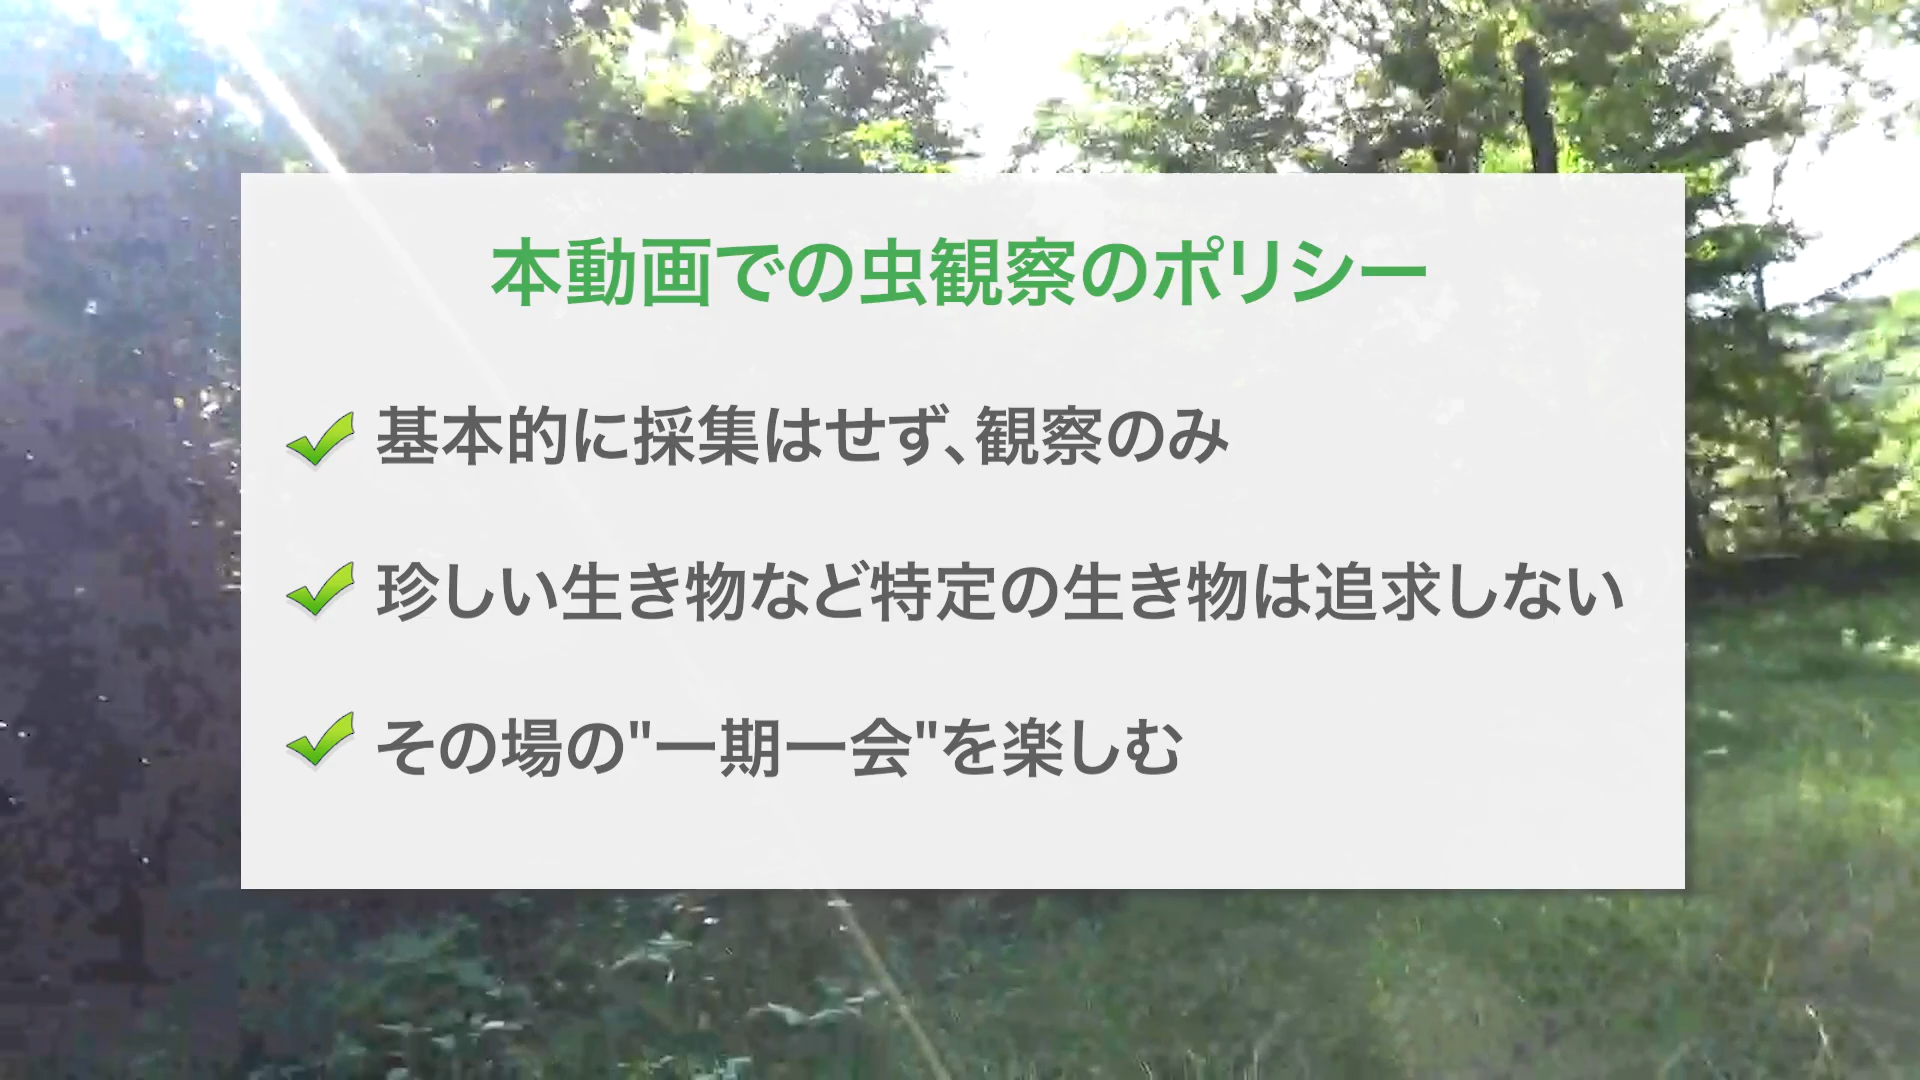 本動画での虫観察のポリシー
基本的に採集はせず、観察のみ
珍しい生き物など特定の生き物は追求しない
その場の"一期一会"を楽しむ